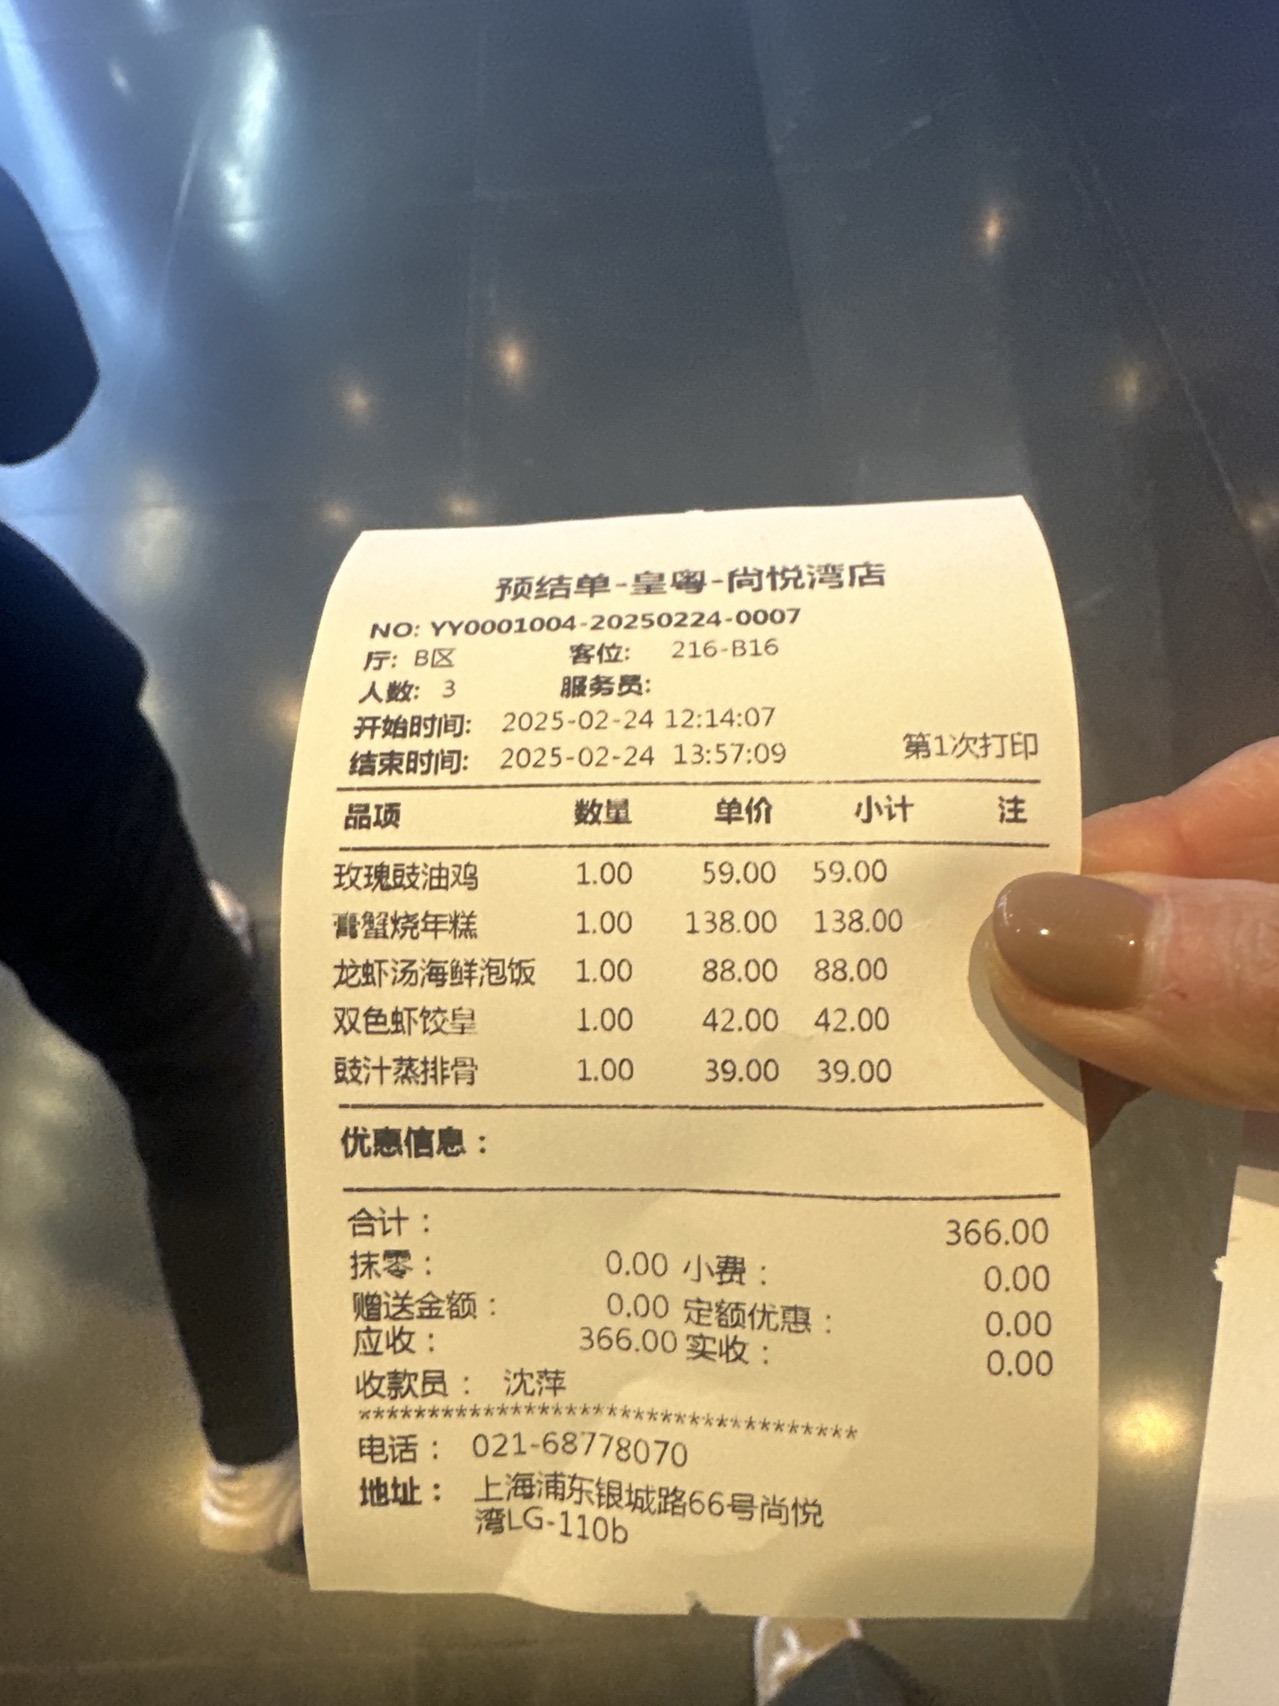 预结单-皇粤-尚悦湾店
NO: YY0001004-20250224-0007
厅: B区 客位: 216-B16
人数: 3 服务员:
开始时间: 2025-02-24 12:14:07
结束时间: 2025-02-24 13:57:09 第1次打印
品项 数量 单价 小计 注
玫瑰豉油鸡 1.00 59.00 59.00
膏蟹烧年糕 1.00 138.00 138.00
龙虾汤海鲜泡饭 1.00 88.00 88.00
双色虾饺皇 1.00 42.00 42.00
豉汁蒸排骨 1.00 39.00 39.00
优惠信息：
合计： 366.00
抹零： 0.00 小费： 0.00
赠送金额： 0.00 定额优惠： 0.00
应收： 366.00 实收： 0.00
收款员： 沈萍
************************************
电话： 021-68778070
地址： 上海浦东银城路66号尚悦
湾LG-110b